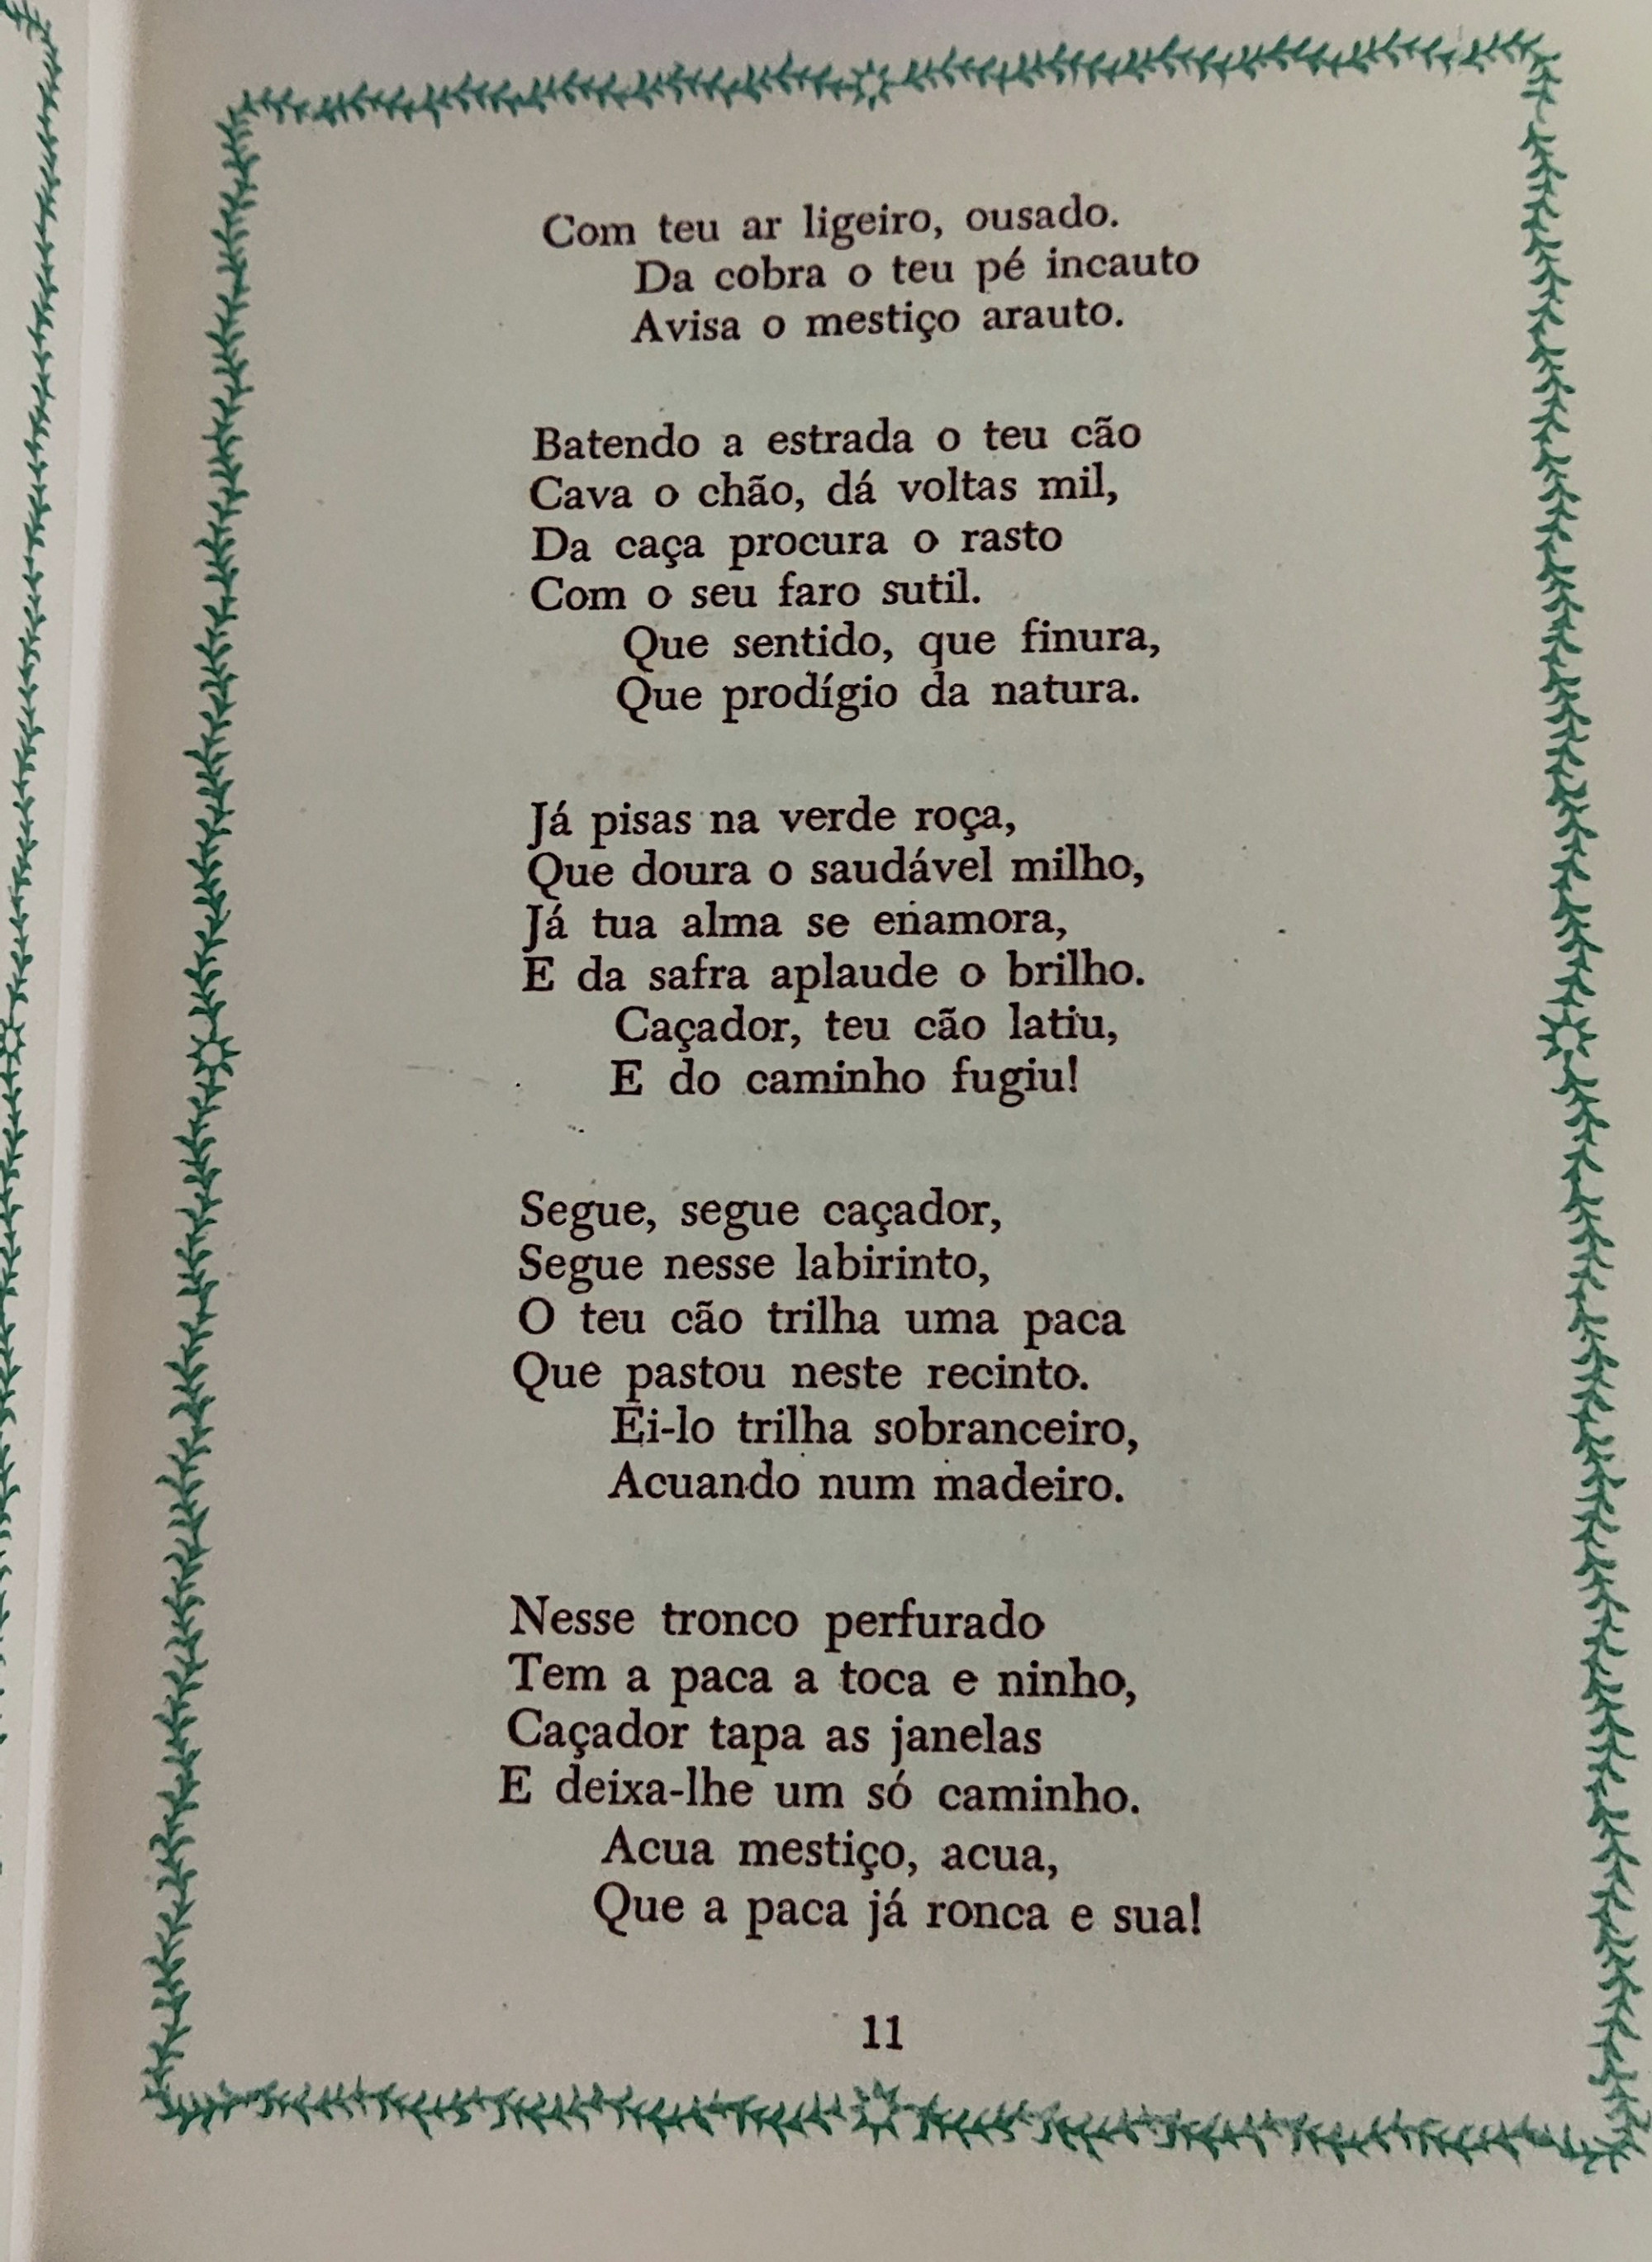 Com teu ar ligeiro, ousado.
Da cobra o teu pé incauto
Avisa o mestiço arauto.
Batendo a estrada o teu cão
Cava o chão, dá voltas mil,
Da caça procura o rasto
Com o seu faro sutil.
Que sentido, que finura,
Que prodígio da natura.
Já pisas na verde roça,
Que doura o saudável milho,
Já tua alma se enamora,
E da safra aplaude o brilho.
Caçador, teu cão latiu,
E do caminho fugiu!
Segue, segue caçador,
Segue nesse labirinto,
O teu cão trilha uma paca
Que pastou neste recinto.
Ei-lo trilha sobranceiro,
Acuando num madeiro.
Nesse tronco perfurado
Tem a paca a toca e ninho,
Caçador tapa as janelas
E deixa-lhe um só caminho.
Acua mestiço, acua,
Que a paca já ronca e sua!
11